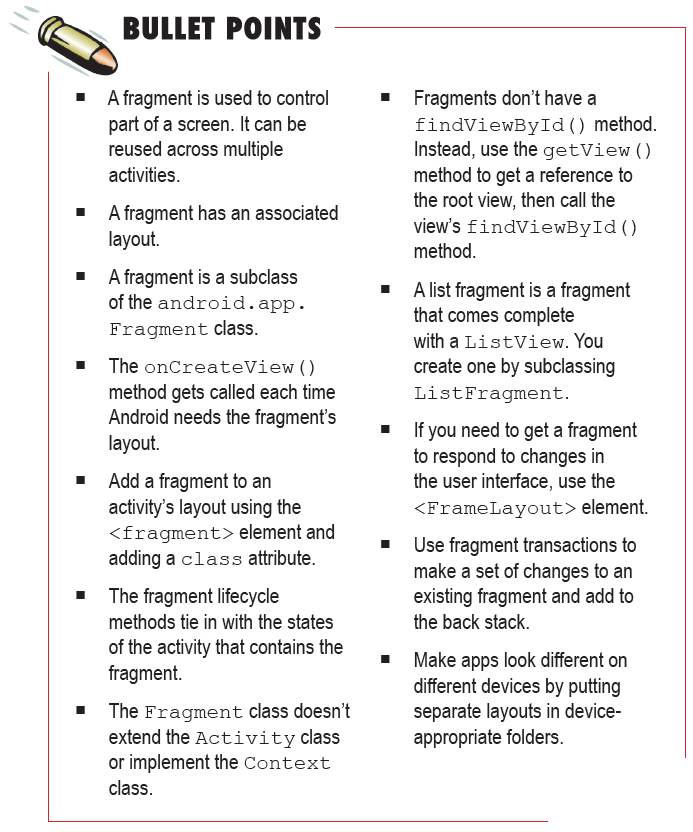 BULLET POINTS
■ A fragment is used to control
part of a screen. It can be
reused across multiple
activities.
■ A fragment has an associated
layout.
■ A fragment is a subclass
of the android.app.
Fragment class.
■ The onCreateView()
method gets called each time
Android needs the fragment’s
layout.
■ Add a fragment to an
activity’s layout using the
<fragment> element and
adding a class attribute.
■ The fragment lifecycle
methods tie in with the states
of the activity that contains the
fragment.
■ The Fragment class doesn’t
extend the Activity class
or implement the Context
class.
■ Fragments don’t have a
findViewById() method.
Instead, use the getView()
method to get a reference to
the root view, then call the
view’s findViewById()
method.
■ A list fragment is a fragment
that comes complete
with a ListView. You
create one by subclassing
ListFragment.
■ If you need to get a fragment
to respond to changes in
the user interface, use the
<FrameLayout> element.
■ Use fragment transactions to
make a set of changes to an
existing fragment and add to
the back stack.
■ Make apps look different on
different devices by putting
separate layouts in device-
appropriate folders.